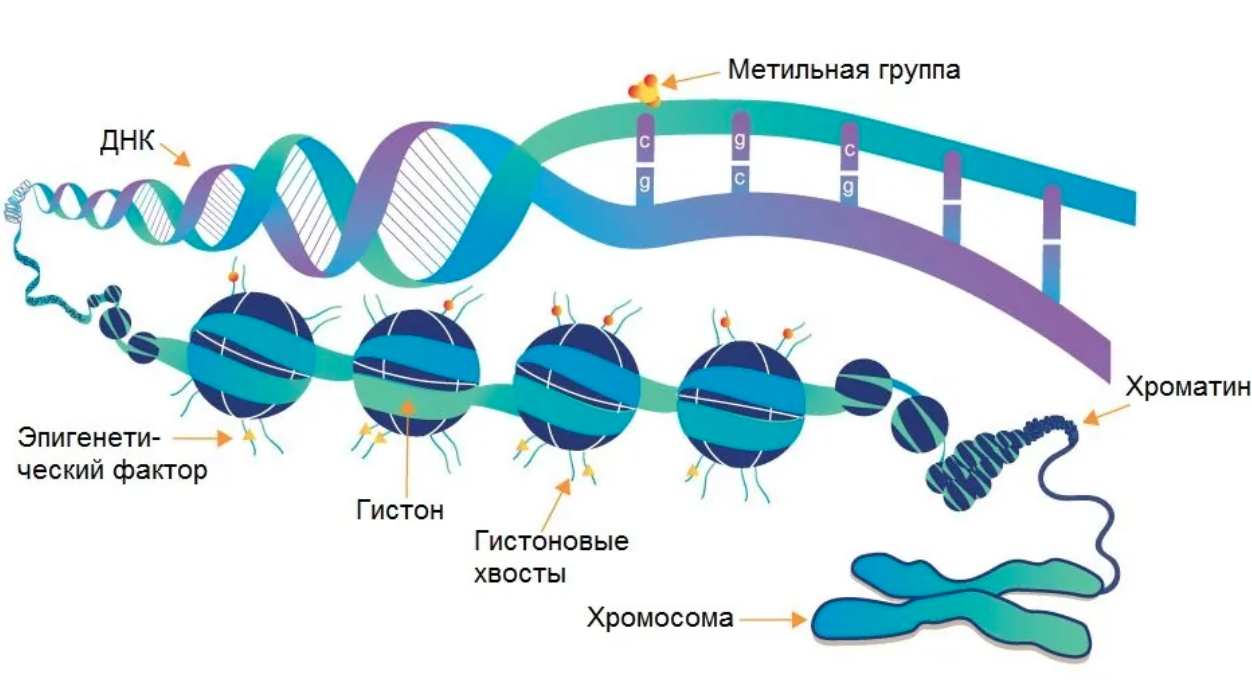 Метильная группа
ДНК
c
g
c
g
c
g
Хроматин
Эпигенети-
ческий фактор
Гистон
Гистоновые
хвосты
Хромосома